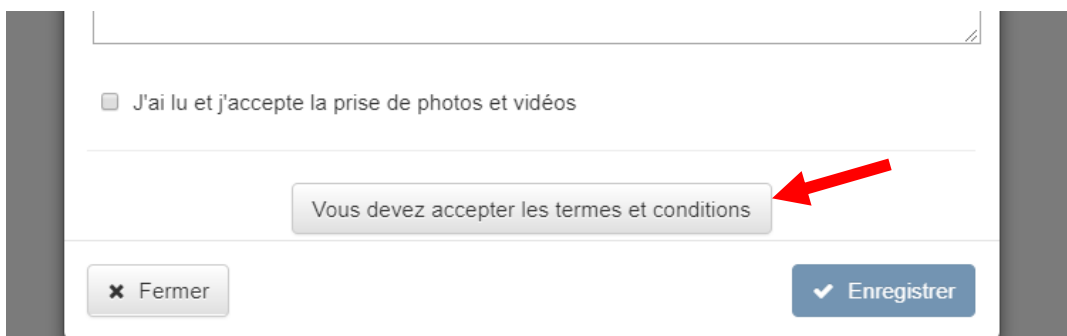 J'ai lu et j'accepte la prise de photos et vidéos
Vous devez accepter les termes et conditions
Fermer
Enregistrer